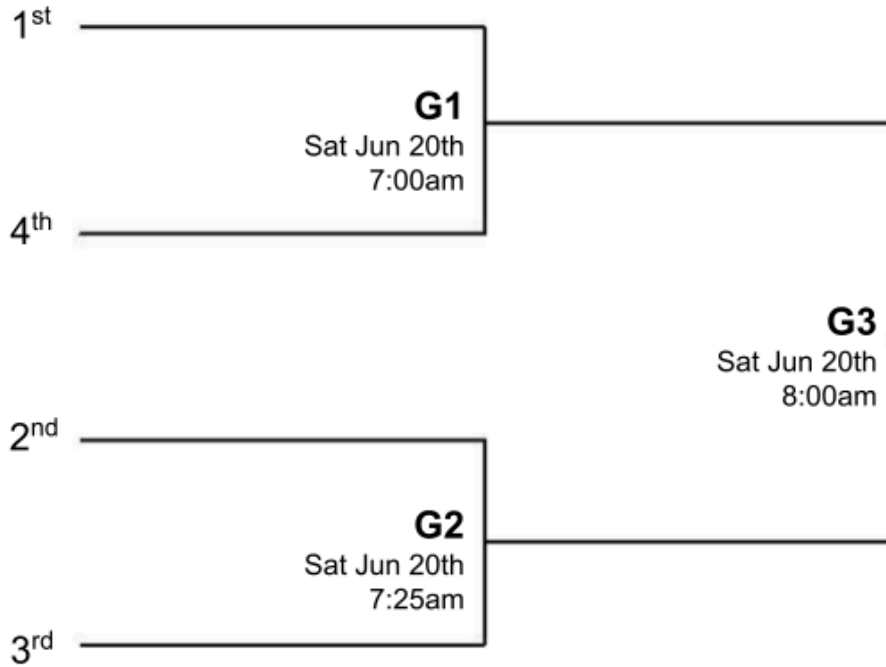 1st
G1
Sat Jun 20th
7:00am
4th
G3
Sat Jun 20th
8:00am
2nd
G2
Sat Jun 20th
7:25am
3rd